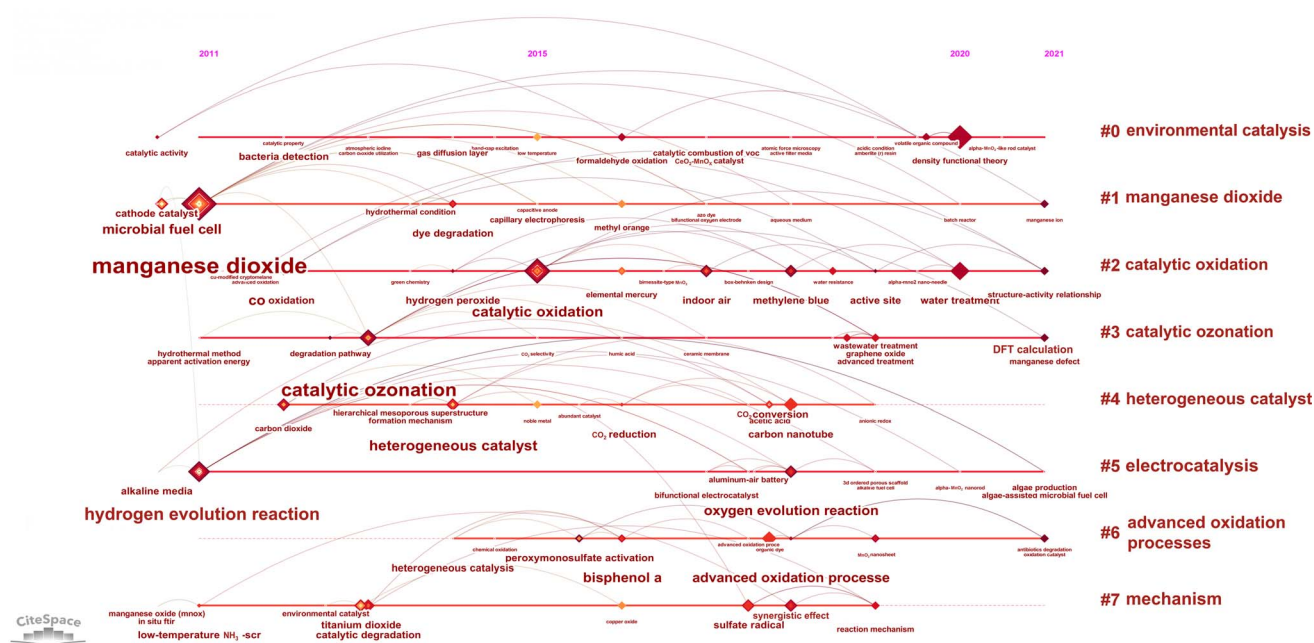 2011
2015
2020
2021
#0 environmental catalysis
catalytic activity
catalytic property
bacteria detection
atmospheric iodine
carbon dioxide utilization
gas diffusion layer
band-gap excitation
low temperature
formaldehyde oxidation
catalytic combustion of voc
CeO₂-MnOₓ catalyst
atomic force microscopy
active filter media
acidic condition
amberlite (r) resin
volatile organic compound
density functional theory
alpha-MnO₂-like rod catalyst
#1 manganese dioxide
cathode catalyst
microbial fuel cell
hydrothermal condition
dye degradation
capacitive anode
capillary electrophoresis
methyl orange
azo dye
bifunctional oxygen electrode
aqueous medium
batch reactor
manganese ion
#2 catalytic oxidation
manganese dioxide
cu-modified cryptomelane
advanced oxidation
CO oxidation
green chemistry
hydrogen peroxide
catalytic oxidation
elemental mercury
birnessite-type MnO₂
indoor air
box-behnken design
methylene blue
water resistance
active site
alpha-mno2 nano-needle
water treatment
structure-activity relationship
#3 catalytic ozonation
hydrothermal method
apparent activation energy
degradation pathway
catalytic ozonation
CO₂ selectivity
humic acid
ceramic membrane
wastewater treatment
graphene oxide
advanced treatment
DFT calculation
manganese defect
#4 heterogeneous catalyst
carbon dioxide
hierarchical mesoporous superstructure
formation mechanism
heterogeneous catalyst
noble metal
abundant catalyst
CO₂ reduction
CO₂ conversion
acetic acid
carbon nanotube
anionic redox
#5 electrocatalysis
alkaline media
hydrogen evolution reaction
bifunctional electrocatalyst
aluminum-air battery
oxygen evolution reaction
3d ordered porous scaffold
alkaline fuel cell
alpha-MnO₂ nanorod
algae production
algae-assisted microbial fuel cell
#6 advanced oxidation
processes
chemical oxidation
heterogeneous catalysis
peroxymonosulfate activation
bisphenol a
advanced oxidation proce
organic dye
advanced oxidation processe
MnO₂ nanosheet
antibiotics degradation
oxidation catalyst
#7 mechanism
manganese oxide (mnox)
in situ ftir
low-temperature NH₃ -scr
environmental catalyst
titanium dioxide
catalytic degradation
copper oxide
sulfate radical
synergistic effect
reaction mechanism
CiteSpace